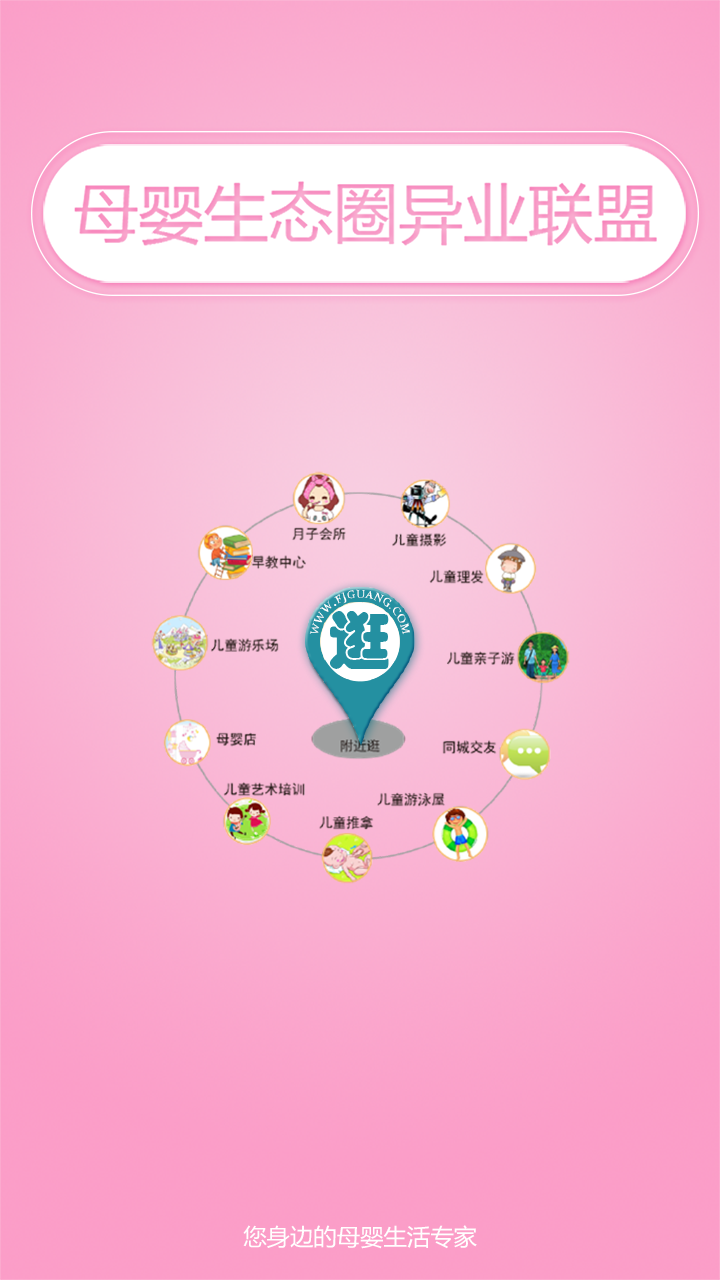 母婴生态圈异业联盟
月子会所
儿童摄影
早教中心
儿童理发
WWW.FJGUANG.COM
逛
儿童游乐场
儿童亲子游
母婴店
附近逛
同城交友
儿童艺术培训
儿童游泳屋
儿童推拿
您身边的母婴生活专家